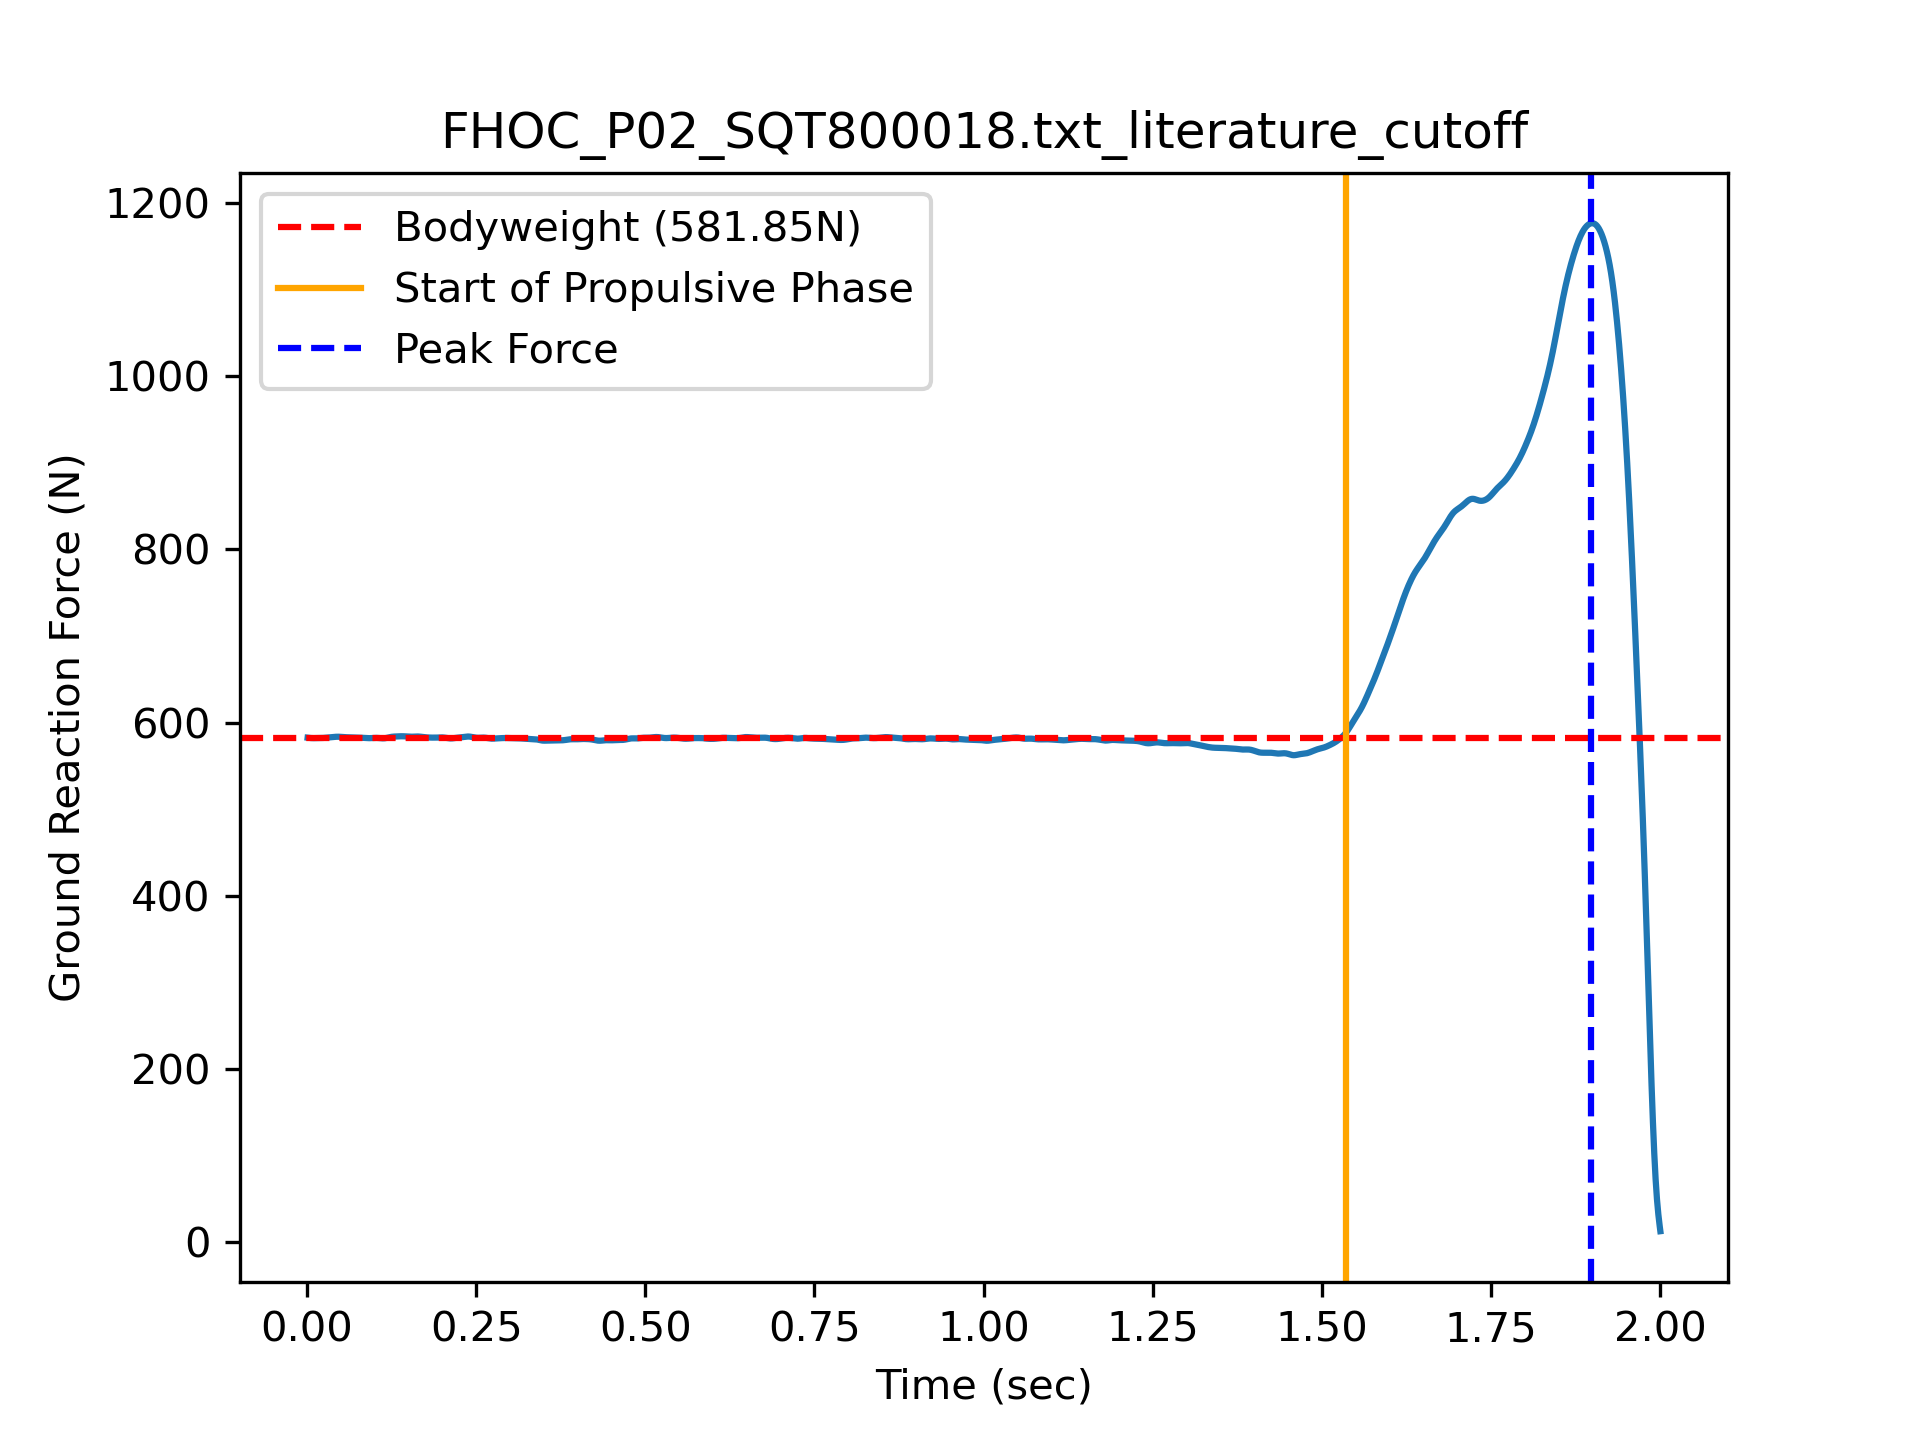 FHOC_P02_SQT800018.txt_literature_cutoff
Bodyweight (581.85N)
Start of Propulsive Phase
Peak Force
Ground Reaction Force (N)
1200
1000
800
600
400
200
0
0.00 0.25 0.50 0.75 1.00 1.25 1.50 1.75 2.00
Time (sec)